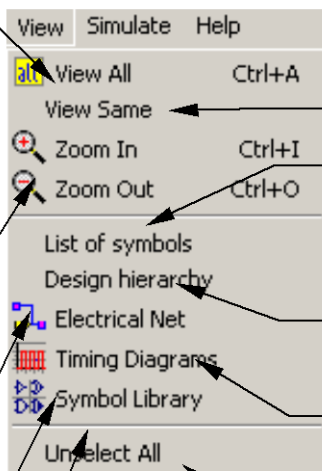 View Simulate Help
all View All Ctrl+A
View Same
Zoom In Ctrl+I
Zoom Out Ctrl+O
List of symbols
Design hierarchy
Electrical Net
Timing Diagrams
Symbol Library
Unselect All